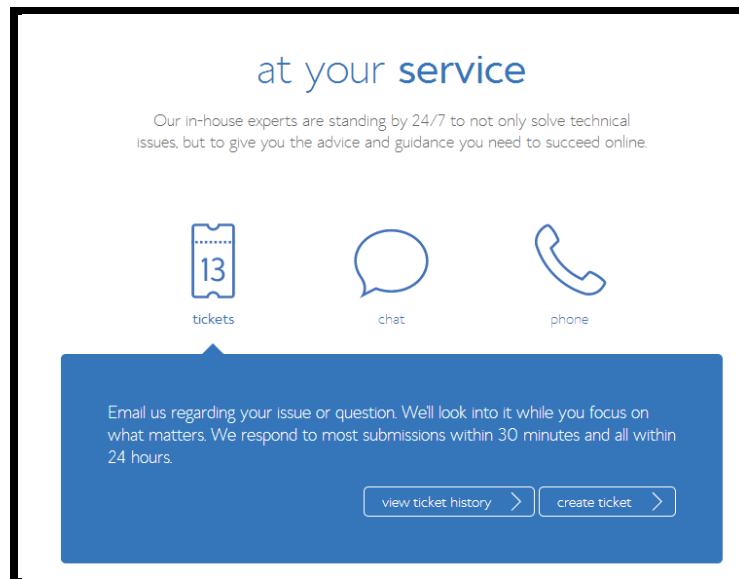 at your service
Our in-house experts are standing by 24/7 to not only solve technical
issues, but to give you the advice and guidance you need to succeed online.
13
tickets
chat
phone
Email us regarding your issue or question. We'll look into it while you focus on
what matters. We respond to most submissions within 30 minutes and all within
24 hours.
view ticket history
create ticket